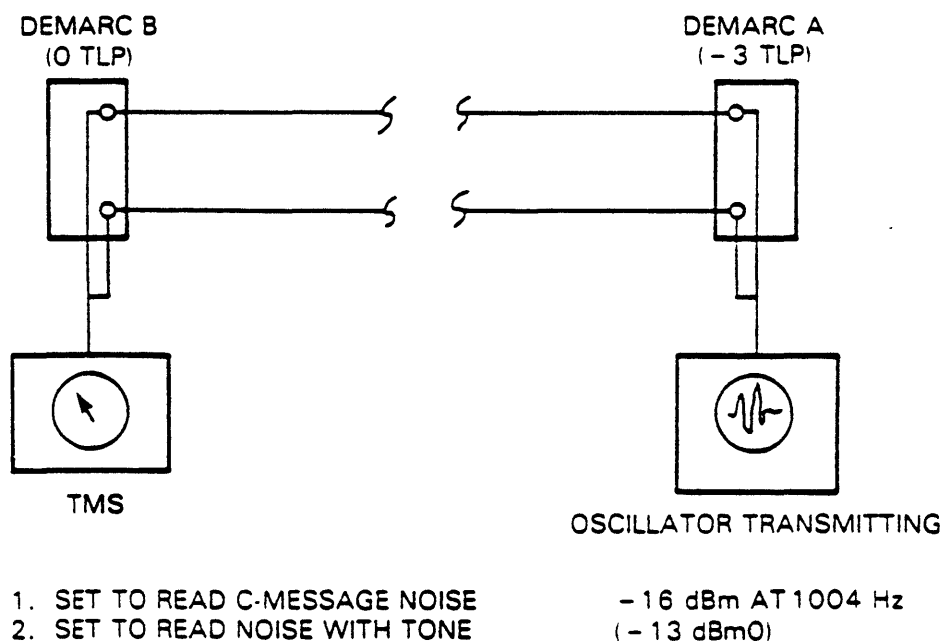 DEMARC B
(0 TLP)
DEMARC A
(– 3 TLP)
TMS
OSCILLATOR TRANSMITTING
1. SET TO READ C-MESSAGE NOISE
2. SET TO READ NOISE WITH TONE
– 16 dBm AT 1004 Hz
(– 13 dBm0)